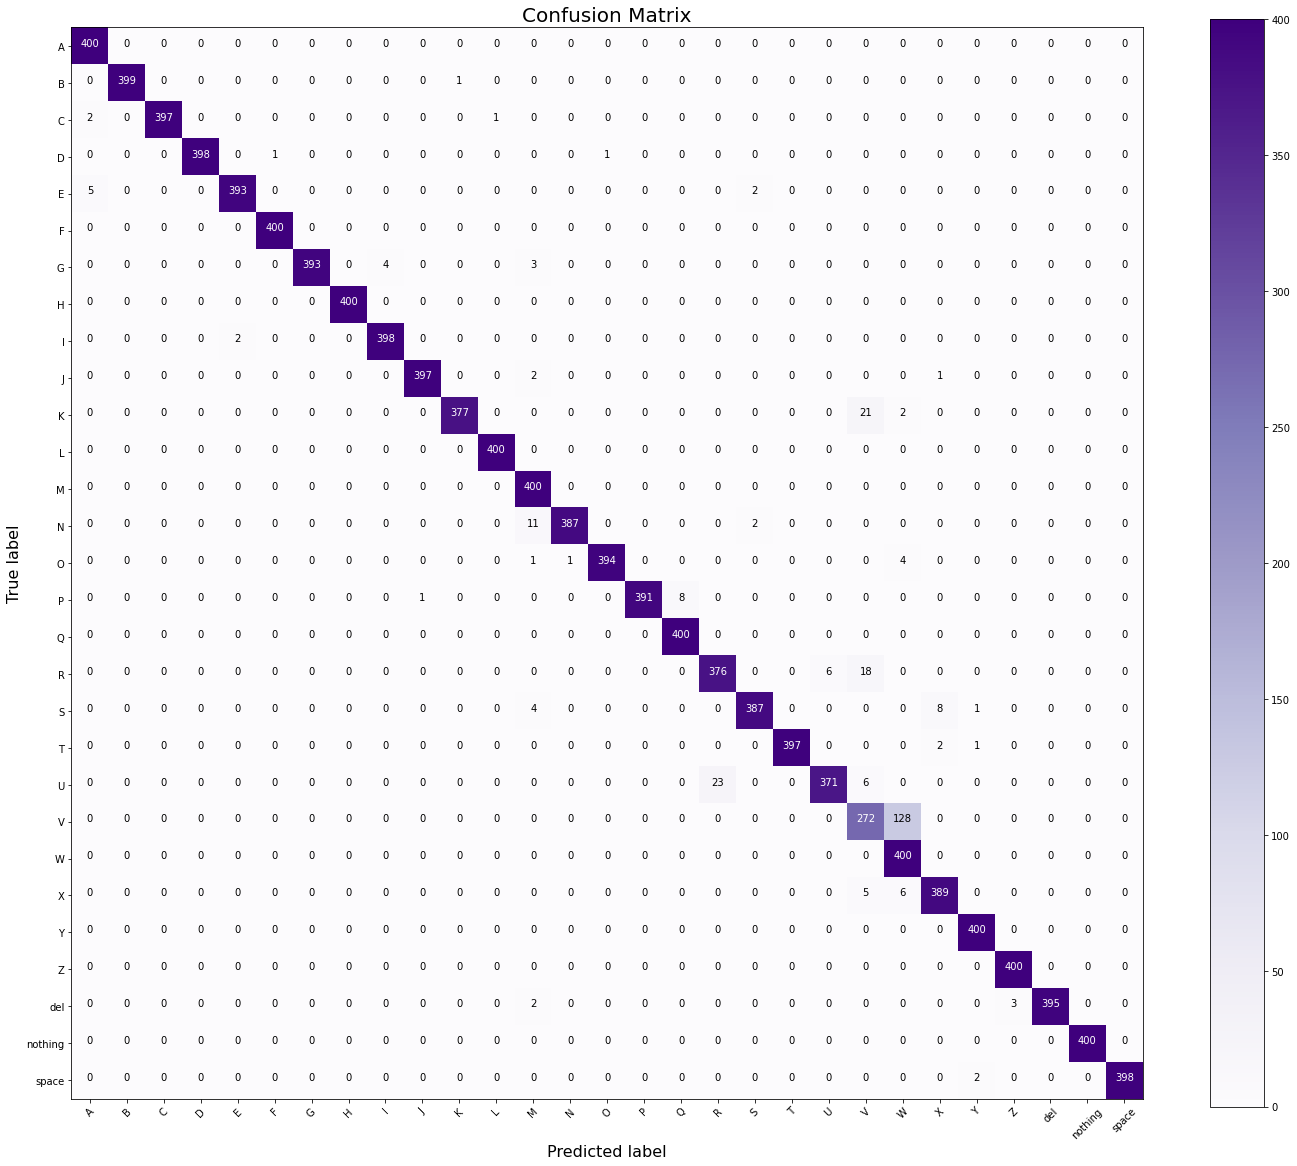 Confusion Matrix
A 400 0 0 0 0 0 0 0 0 0 0 0 0 0 0 0 0 0 0 0 0 0 0 0 0 0 0 0 0
B 0 399 0 0 0 0 0 0 0 0 1 0 0 0 0 0 0 0 0 0 0 0 0 0 0 0 0 0 0
C 2 0 397 0 0 0 0 0 0 0 0 1 0 0 0 0 0 0 0 0 0 0 0 0 0 0 0 0 0
D 0 0 0 398 0 1 0 0 0 0 0 0 0 0 1 0 0 0 0 0 0 0 0 0 0 0 0 0 0
E 5 0 0 0 393 0 0 0 0 0 0 0 0 0 0 0 0 0 2 0 0 0 0 0 0 0 0 0 0
F 0 0 0 0 0 400 0 0 0 0 0 0 0 0 0 0 0 0 0 0 0 0 0 0 0 0 0 0 0
G 0 0 0 0 0 0 393 0 4 0 0 0 3 0 0 0 0 0 0 0 0 0 0 0 0 0 0 0 0
H 0 0 0 0 0 0 0 400 0 0 0 0 0 0 0 0 0 0 0 0 0 0 0 0 0 0 0 0 0
I 0 0 0 0 2 0 0 0 398 0 0 0 0 0 0 0 0 0 0 0 0 0 0 0 0 0 0 0 0
J 0 0 0 0 0 0 0 0 0 397 0 0 2 0 0 0 0 0 0 0 0 0 0 1 0 0 0 0 0
K 0 0 0 0 0 0 0 0 0 0 377 0 0 0 0 0 0 0 0 0 0 21 2 0 0 0 0 0 0
L 0 0 0 0 0 0 0 0 0 0 0 400 0 0 0 0 0 0 0 0 0 0 0 0 0 0 0 0 0
M 0 0 0 0 0 0 0 0 0 0 0 0 400 0 0 0 0 0 0 0 0 0 0 0 0 0 0 0 0
N 0 0 0 0 0 0 0 0 0 0 0 0 11 387 0 0 0 0 2 0 0 0 0 0 0 0 0 0 0
O 0 0 0 0 0 0 0 0 0 0 0 0 1 1 394 0 0 0 0 0 0 0 4 0 0 0 0 0 0
P 0 0 0 0 0 0 0 0 0 1 0 0 0 0 0 391 8 0 0 0 0 0 0 0 0 0 0 0 0
Q 0 0 0 0 0 0 0 0 0 0 0 0 0 0 0 0 400 0 0 0 0 0 0 0 0 0 0 0 0
R 0 0 0 0 0 0 0 0 0 0 0 0 0 0 0 0 0 376 0 0 6 18 0 0 0 0 0 0 0
S 0 0 0 0 0 0 0 0 0 0 0 0 4 0 0 0 0 0 387 0 0 0 0 8 1 0 0 0 0
T 0 0 0 0 0 0 0 0 0 0 0 0 0 0 0 0 0 0 0 397 0 0 0 2 1 0 0 0 0
U 0 0 0 0 0 0 0 0 0 0 0 0 0 0 0 0 0 23 0 0 371 6 0 0 0 0 0 0 0
V 0 0 0 0 0 0 0 0 0 0 0 0 0 0 0 0 0 0 0 0 0 272 128 0 0 0 0 0 0
W 0 0 0 0 0 0 0 0 0 0 0 0 0 0 0 0 0 0 0 0 0 0 400 0 0 0 0 0 0
X 0 0 0 0 0 0 0 0 0 0 0 0 0 0 0 0 0 0 0 0 0 5 6 389 0 0 0 0 0
Y 0 0 0 0 0 0 0 0 0 0 0 0 0 0 0 0 0 0 0 0 0 0 0 0 400 0 0 0 0
Z 0 0 0 0 0 0 0 0 0 0 0 0 0 0 0 0 0 0 0 0 0 0 0 0 0 400 0 0 0
del 0 0 0 0 0 0 0 0 0 0 0 0 2 0 0 0 0 0 0 0 0 0 0 0 0 3 395 0 0
nothing 0 0 0 0 0 0 0 0 0 0 0 0 0 0 0 0 0 0 0 0 0 0 0 0 0 0 0 400 0
space 0 0 0 0 0 0 0 0 0 0 0 0 0 0 0 0 0 0 0 0 0 0 0 0 2 0 0 0 398
A B C D E F G H I J K L M N O P Q R S T U V W X Y Z del nothing space
Predicted label
True label
400
350
300
250
200
150
100
50
0